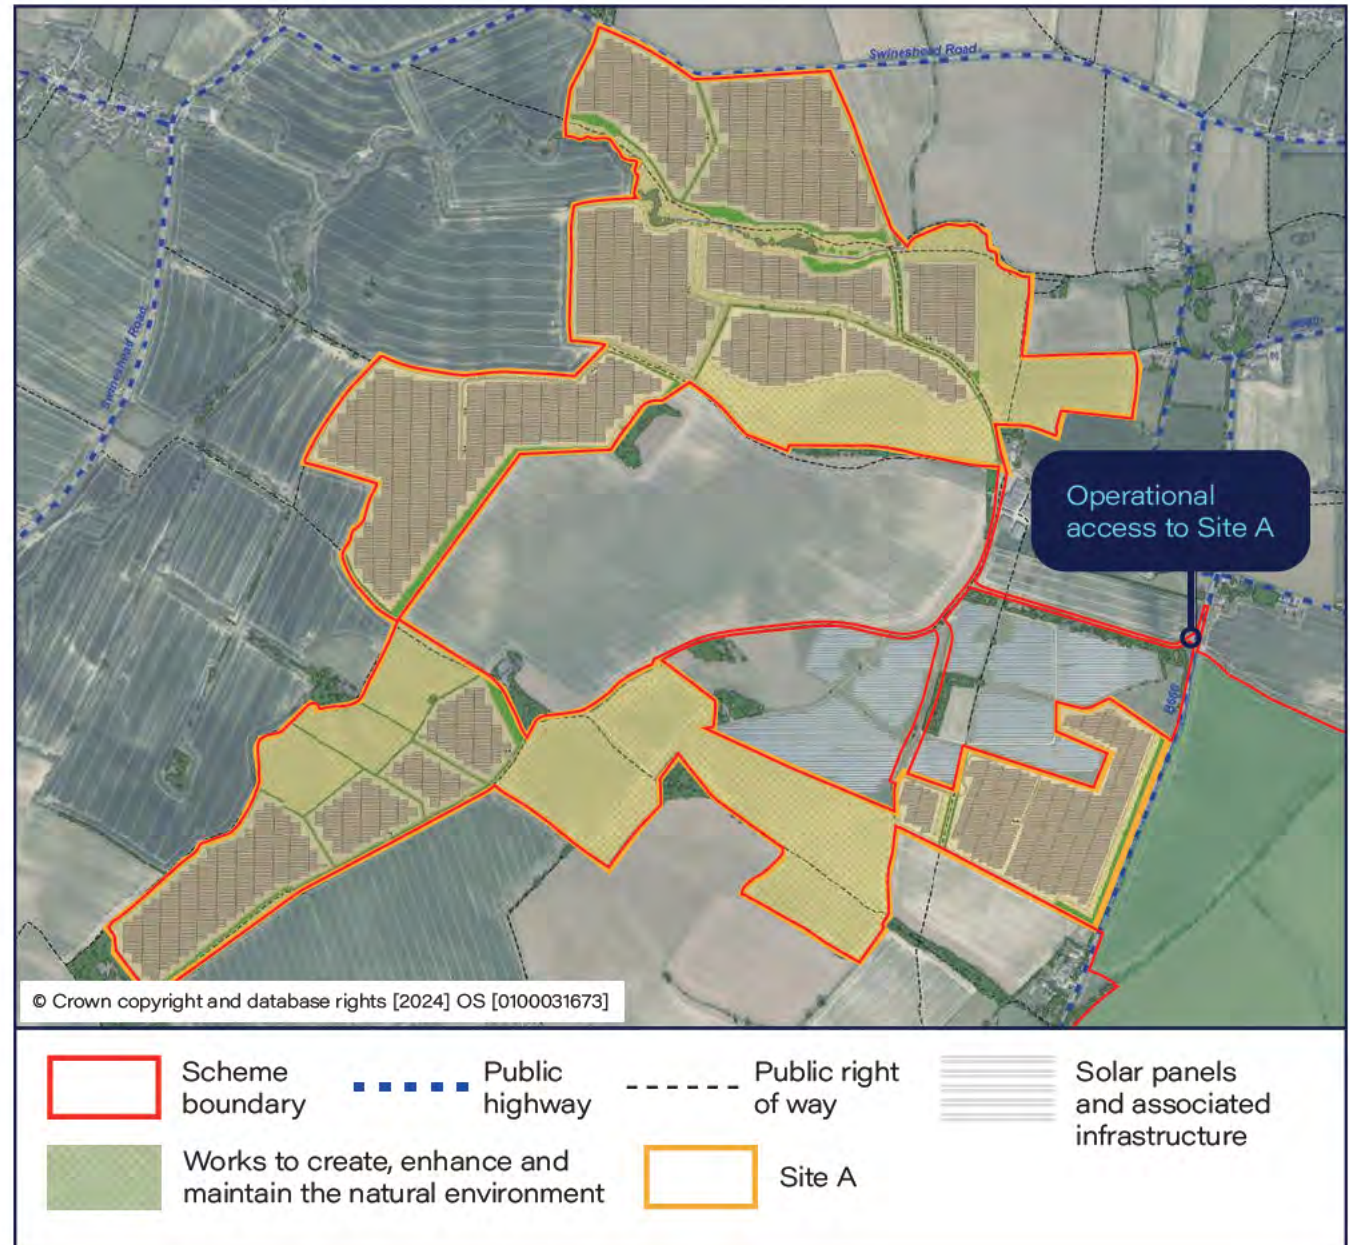 Swineshead Road
Swineshead Road
Operational
access to Site A
B660
© Crown copyright and database rights [2024] OS [0100031673]
Scheme
boundary
Public
highway
Public right
of way
Solar panels
and associated
infrastructure
Works to create, enhance and
maintain the natural environment
Site A